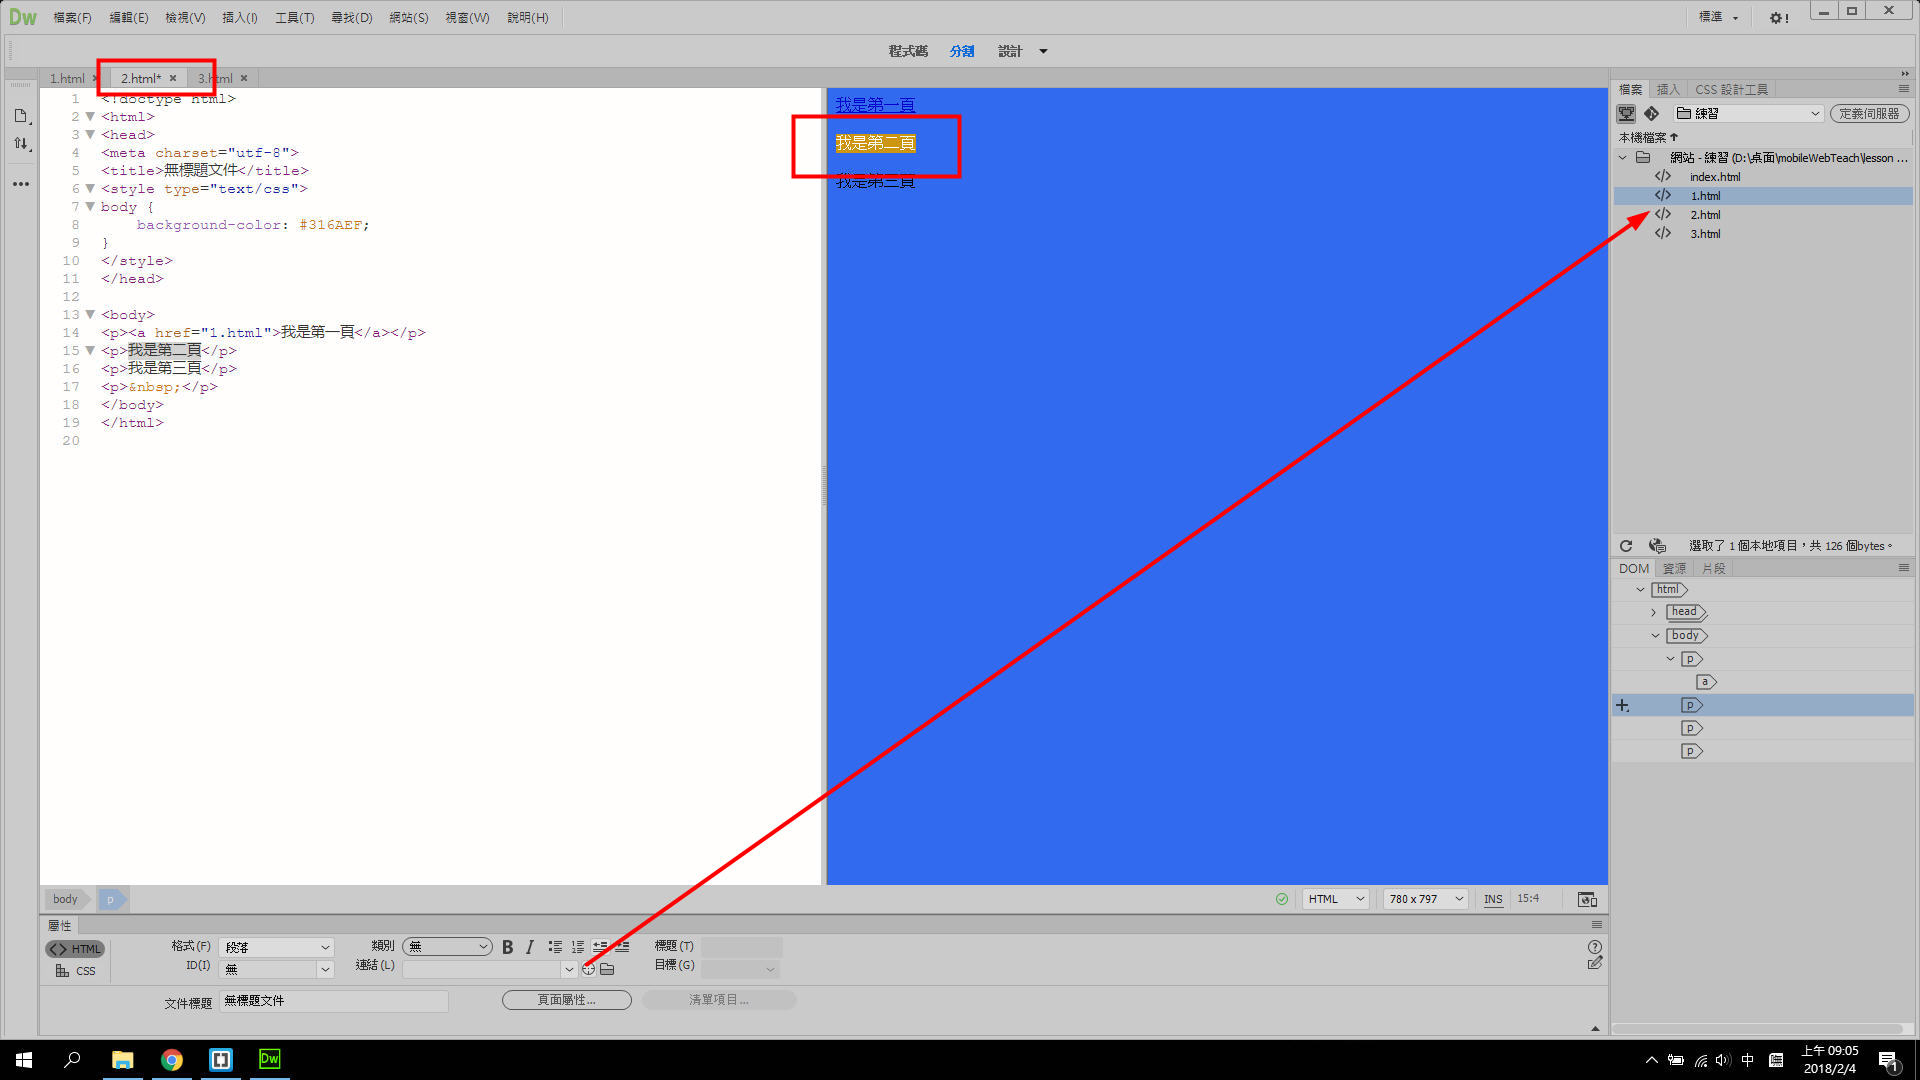 Dw 檔案(F) 編輯(E) 檢視(V) 插入(I) 工具(T) 尋找(D) 網站(S) 視窗(W) 說明(H) 標準
程式碼 分割 設計
1.html 2.html* 3.html
1 <!doctype html>
2 <html>
3 <head>
4 <meta charset="utf-8">
5 <title>無標題文件</title>
6 <style type="text/css">
7 body {
8 background-color: #316AEF;
9 }
10 </style>
11 </head>
12
13 <body>
14 <p><a href="1.html">我是第一頁</a></p>
15 <p>我是第二頁</p>
16 <p>我是第三頁</p>
17 <p>&nbsp;</p>
18 </body>
19 </html>
20
我是第一頁
我是第二頁
我是第三頁
檔案 插入 CSS 設計工具
練習 定義伺服器
本機檔案
網站 - 練習 (D:\桌面\mobileWebTeach\lesson ...
index.html
1.html
2.html
3.html
選取了 1 個本地項目，共 126 個bytes。
DOM 資源 片段
html
head
body
p
a
p
p
p
body p HTML 780 x 797 INS 15:4
屬性
HTML 格式(F) 段落 類別 無 B I 標題(T)
CSS ID(I) 無 連結(L) 目標(G)
文件標題 無標題文件 頁面屬性... 清單項目...
Dw 中 上午 09:05
2018/2/4 1